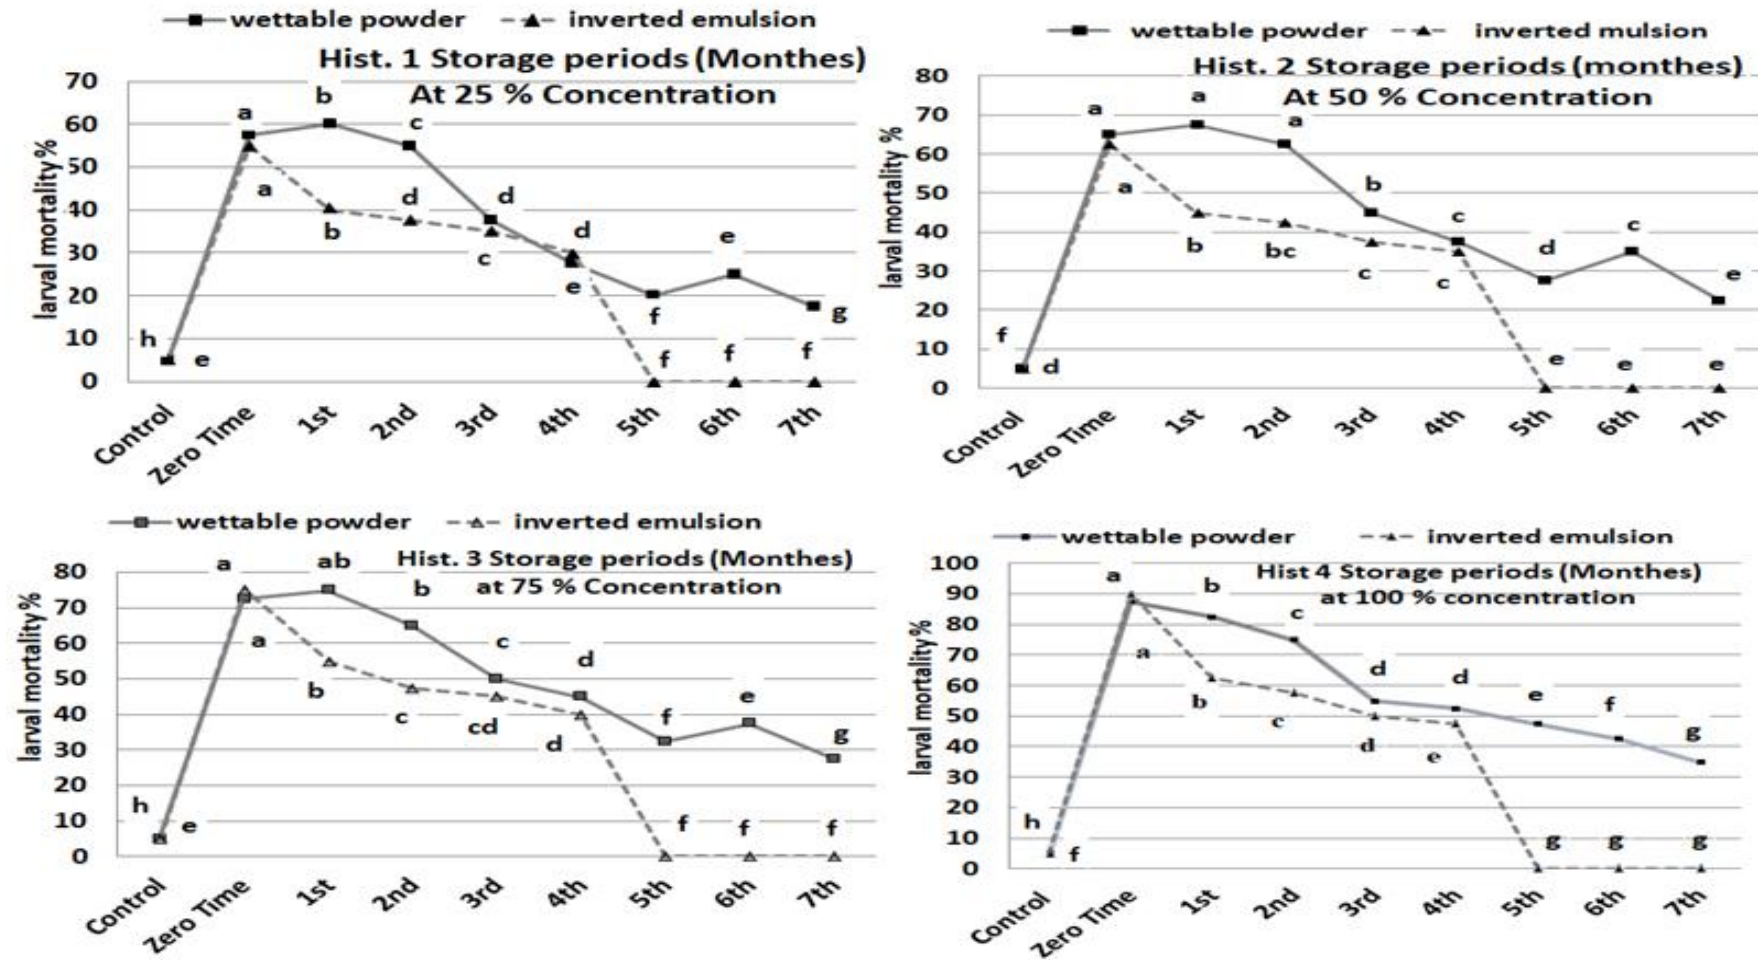 wettable powder inverted emulsion
Hist. 1 Storage periods (Monthes)
At 25 % Concentration
larval mortality%
70
60
50
40
30
20
10
0
h a b c d d e f e g
e a b d c e f f f
Control Zero Time 1st 2nd 3rd 4th 5th 6th 7th
wettable powder inverted mulsion
Hist. 2 Storage periods (monthes)
At 50 % Concentration
larval mortality %
80
70
60
50
40
30
20
10
0
f a a a b c d c e
d a b bc c c e e e
Control Zero Time 1st 2nd 3rd 4th 5th 6th 7th
wettable powder inverted emulsion
Hist. 3 Storage periods (Monthes)
at 75 % Concentration
larval mortality%
80
70
60
50
40
30
20
10
0
h a ab b c d f e g
e a b c cd d f f f
Control Zero Time 1st 2nd 3rd 4th 5th 6th 7th
wettable powder inverted emulsion
Hist 4 Storage periods (Monthes)
at 100 % concentration
larval mortality%
100
90
80
70
60
50
40
30
20
10
0
h a b c d d e f g
f a b c d e g g g
Control Zero Time 1st 2nd 3rd 4th 5th 6th 7th